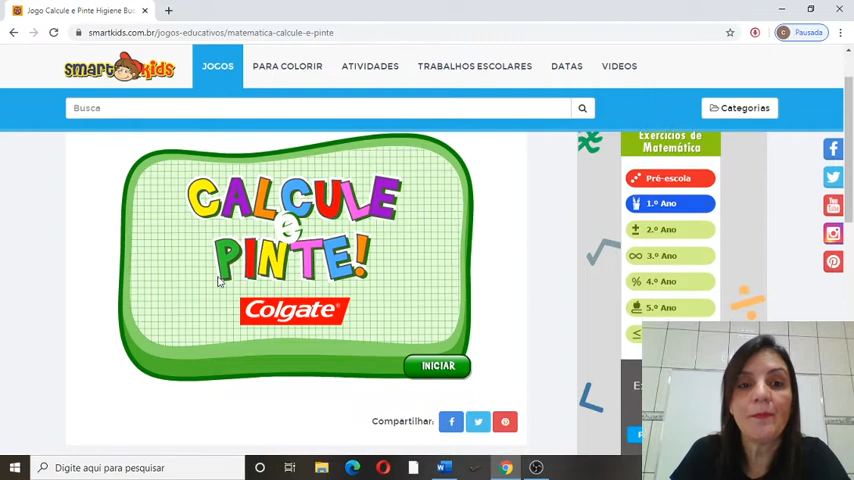 Jogo Calcule e Pinte Higiene Buc
smartkids.com.br/jogos-educativos/matematica-calcule-e-pinte
Pausada
smart kids
JOGOS
PARA COLORIR
ATIVIDADES
TRABALHOS ESCOLARES
DATAS
VIDEOS
Busca
Categorias
CALCULE
e
PINTE!
Colgate
INICIAR
Compartilhar:
Exercícios de
Matemática
Pré-escola
1.º Ano
2.º Ano
3.º Ano
4.º Ano
5.º Ano
Digite aqui para pesquisar